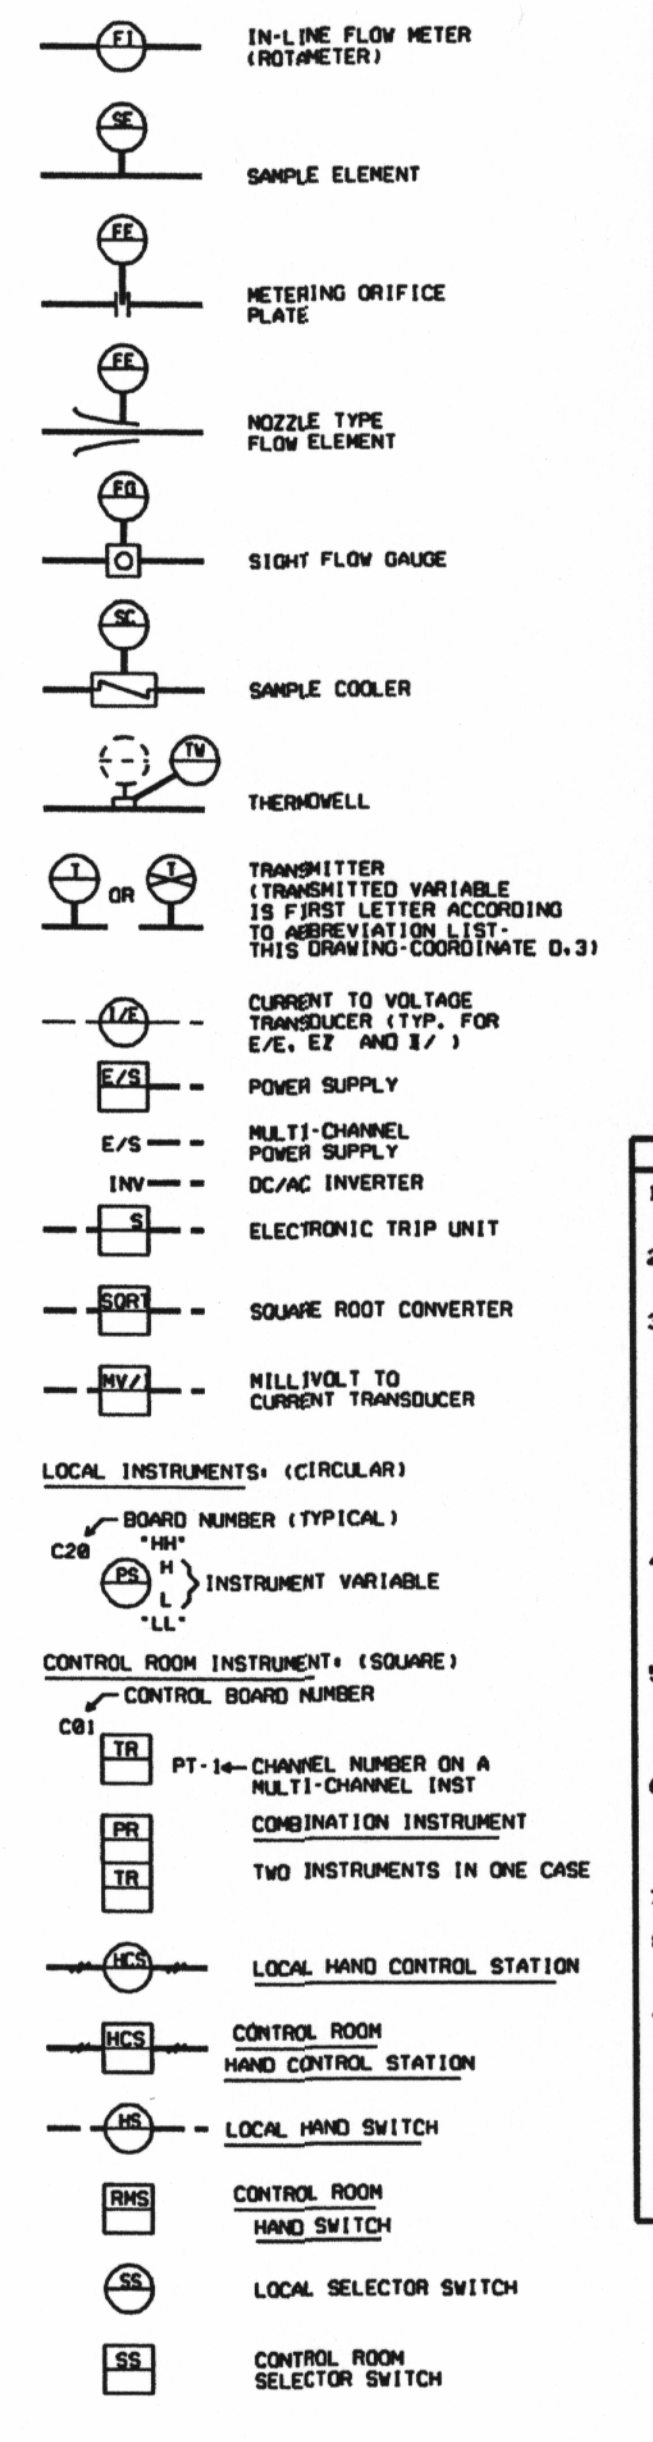 FI
IN-LINE FLOW METER
(ROTAMETER)
SE
SAMPLE ELEMENT
FE
METERING ORIFICE
PLATE
FE
NOZZLE TYPE
FLOW ELEMENT
FG
SIGHT FLOW GAUGE
SC
SAMPLE COOLER
TW
THERMOWELL
T OR T
TRANSMITTER
(TRANSMITTED VARIABLE
IS FIRST LETTER ACCORDING
TO ABBREVIATION LIST-
THIS DRAWING-COORDINATE D.3)
I/E
CURRENT TO VOLTAGE
TRANSDUCER (TYP. FOR
E/E, AND I/ )
E/S
POWER SUPPLY
E/S
MULTI-CHANNEL
POWER SUPPLY
INV
DC/AC INVERTER
S
ELECTRONIC TRIP UNIT
SQRT
SQUARE ROOT CONVERTER
MV/I
MILLIVOLT TO
CURRENT TRANSDUCER
LOCAL INSTRUMENTS: (CIRCULAR)
BOARD NUMBER (TYPICAL)
C20
"HH"
PS
H
L
INSTRUMENT VARIABLE
"LL"
CONTROL ROOM INSTRUMENT: (SQUARE)
CONTROL BOARD NUMBER
C01
TR
PT-1
CHANNEL NUMBER ON A
MULTI-CHANNEL INST
PR
COMBINATION INSTRUMENT
TR
TWO INSTRUMENTS IN ONE CASE
HCS
LOCAL HAND CONTROL STATION
HCS
CONTROL ROOM
HAND CONTROL STATION
HS
LOCAL HAND SWITCH
RMS
CONTROL ROOM
HAND SWITCH
SS
LOCAL SELECTOR SWITCH
SS
CONTROL ROOM
SELECTOR SWITCH